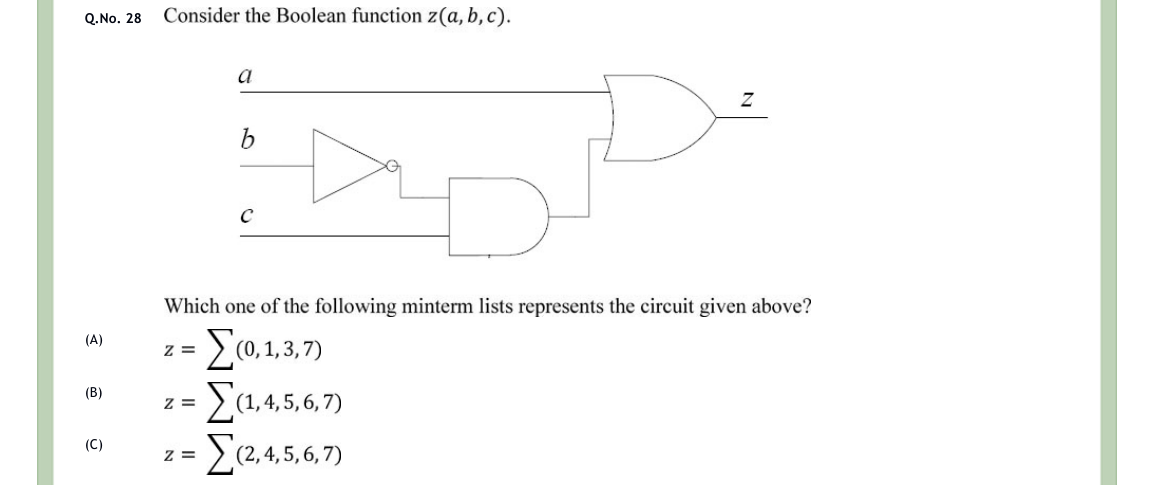 Q.No. 28 Consider the Boolean function z(a, b, c).
a
z
b
c
Which one of the following minterm lists represents the circuit given above?
(A) z = ∑(0, 1, 3, 7)
(B) z = ∑(1, 4, 5, 6, 7)
(C) z = ∑(2, 4, 5, 6, 7)